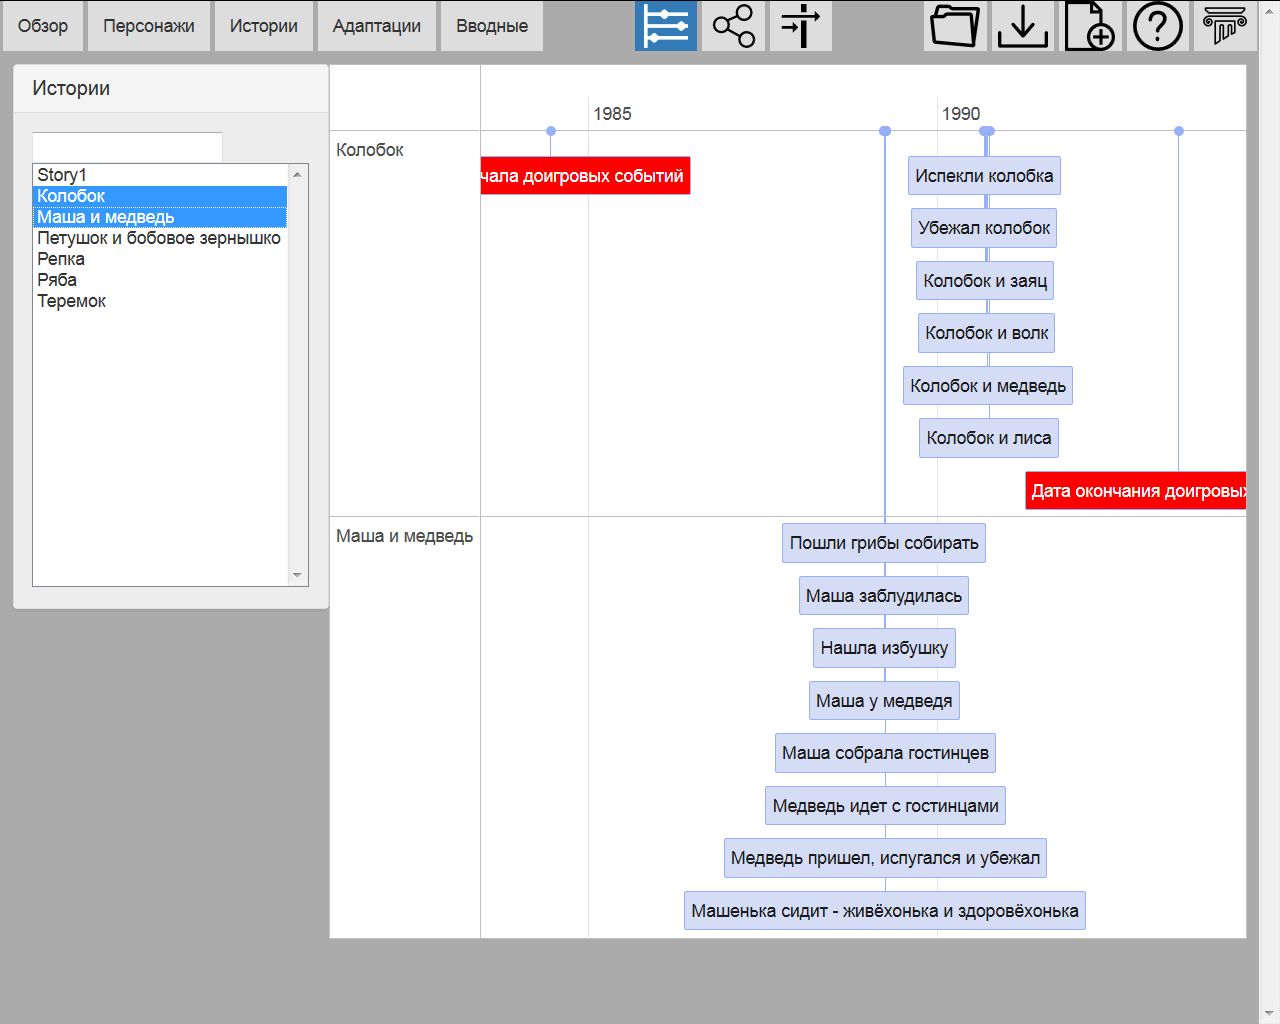 Обзор
Персонажи
Истории
Адаптации
Вводные
Истории
Story1
Колобок
Маша и медведь
Петушок и бобовое зернышко
Репка
Ряба
Теремок
1985
1990
Колобок
чала доигровых событий
Испекли колобка
Убежал колобок
Колобок и заяц
Колобок и волк
Колобок и медведь
Колобок и лиса
Дата окончания доигровых
Маша и медведь
Пошли грибы собирать
Маша заблудилась
Нашла избушку
Маша у медведя
Маша собрала гостинцев
Медведь идет с гостинцами
Медведь пришел, испугался и убежал
Машенька сидит - живёхонька и здоровёхонька